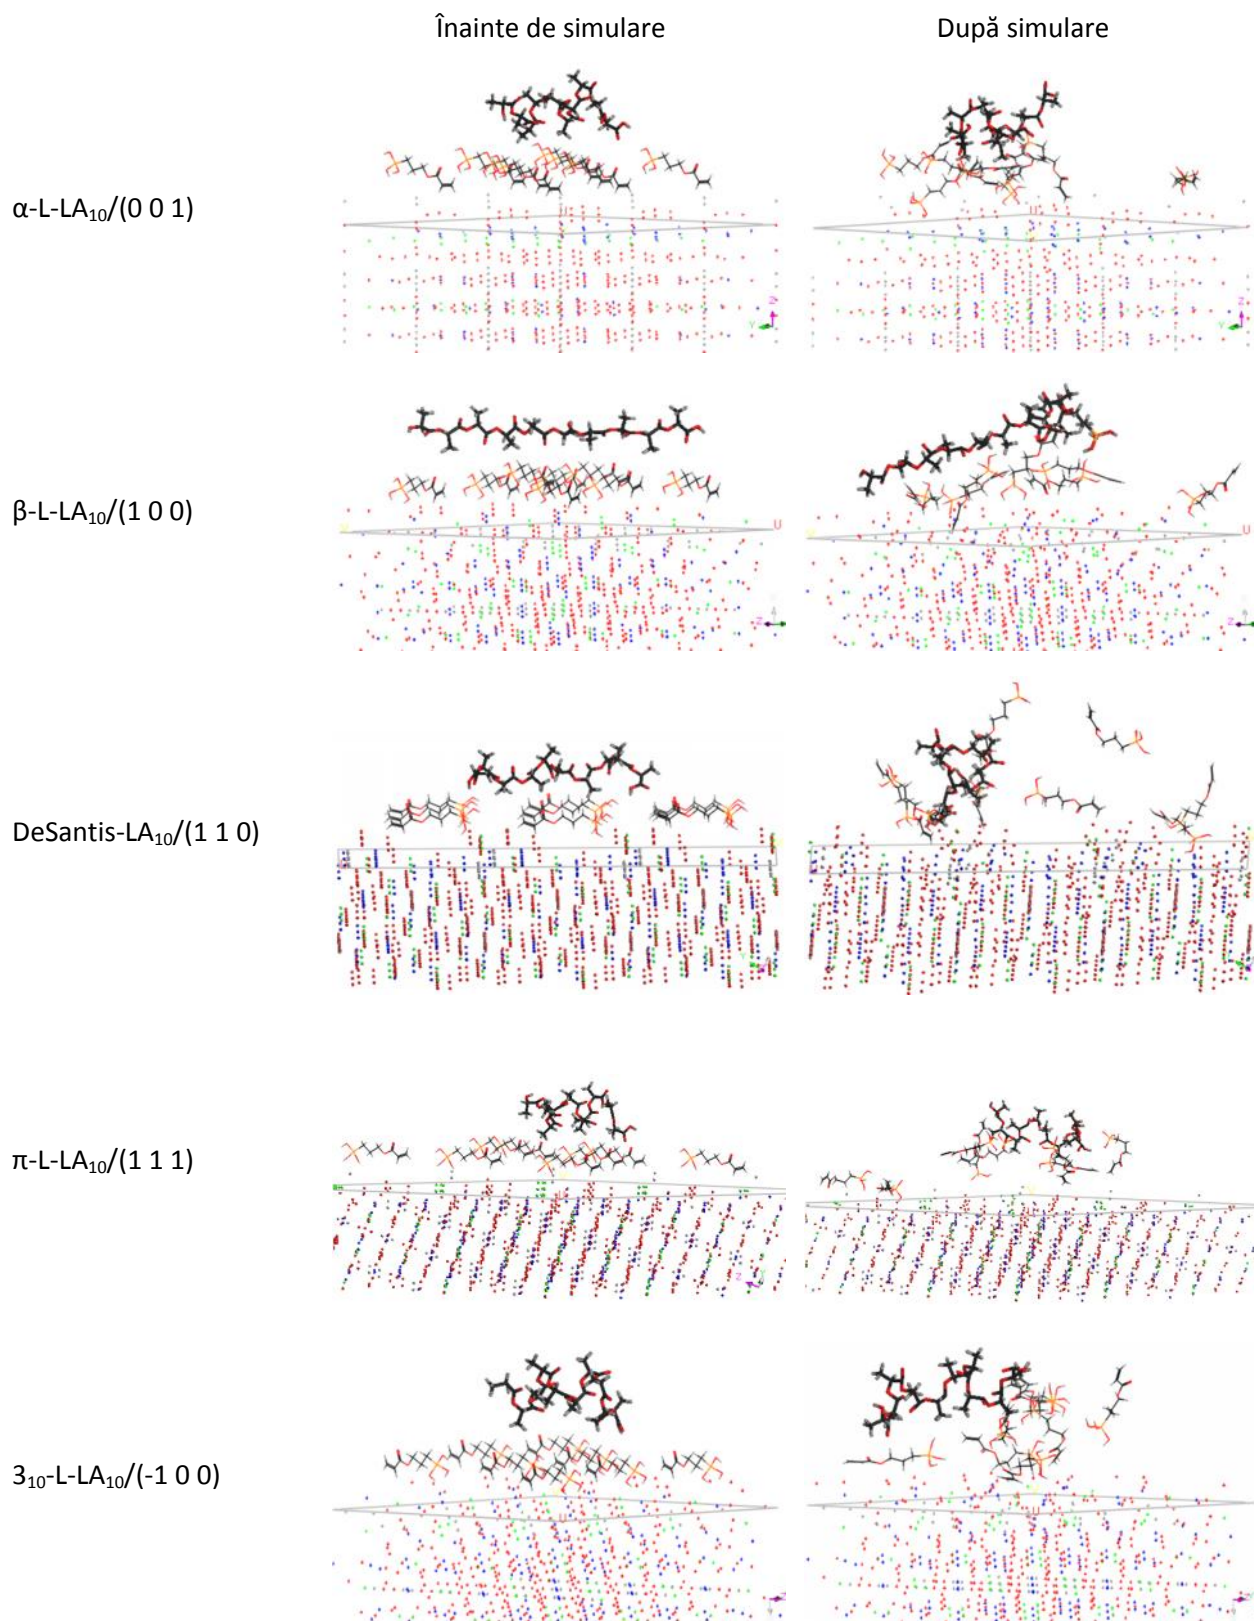 Înainte de simulare După simulare
α-L-LA₁₀/(0 0 1)
U U
Z Z
Y Y
β-L-LA₁₀/(1 0 0)
U U
Z Z
DeSantis-LA₁₀/(1 1 0)
Y
π-L-LA₁₀/(1 1 1)
U U
Z Y
3₁₀-L-LA₁₀/(-1 0 0)
U U